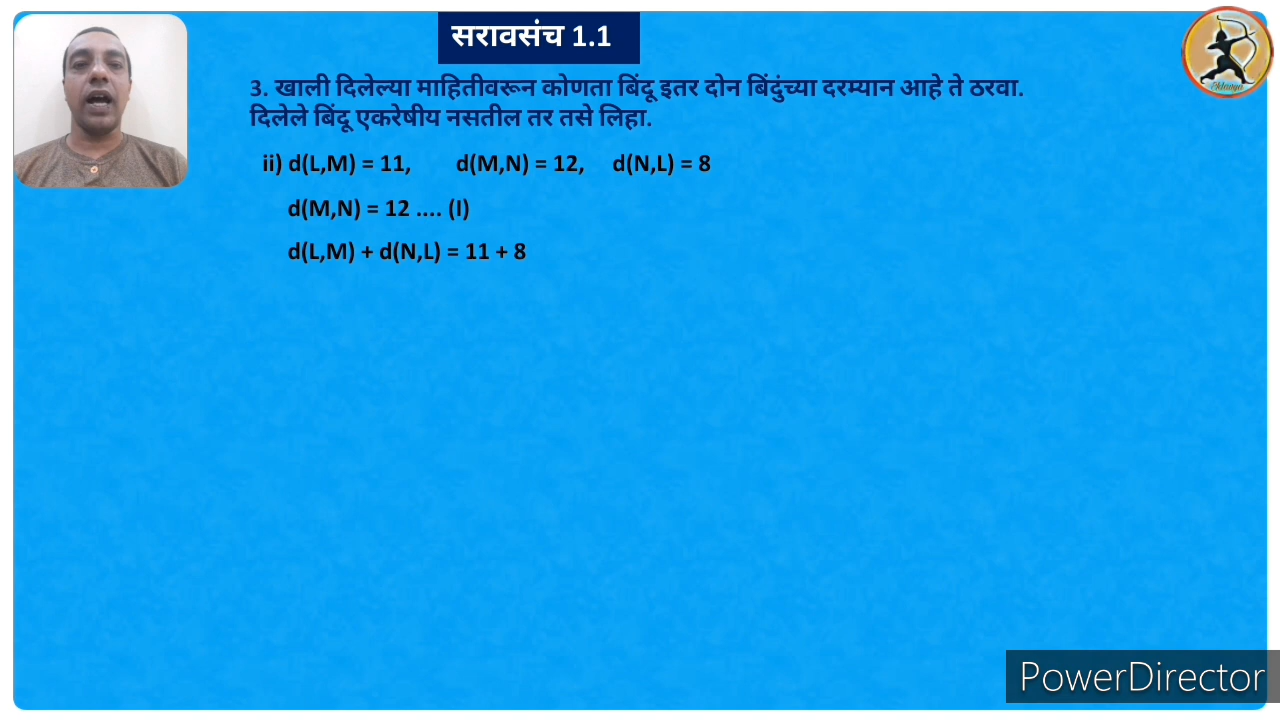 सरावसंच 1.1
3. खाली दिलेल्या माहितीवरून कोणता बिंदू इतर दोन बिंदुंच्या दरम्यान आहे ते ठरवा.
दिलेले बिंदू एकरेषीय नसतील तर तसे लिहा.
ii) d(L,M) = 11, d(M,N) = 12, d(N,L) = 8
d(M,N) = 12 .... (I)
d(L,M) + d(N,L) = 11 + 8
PowerDirector